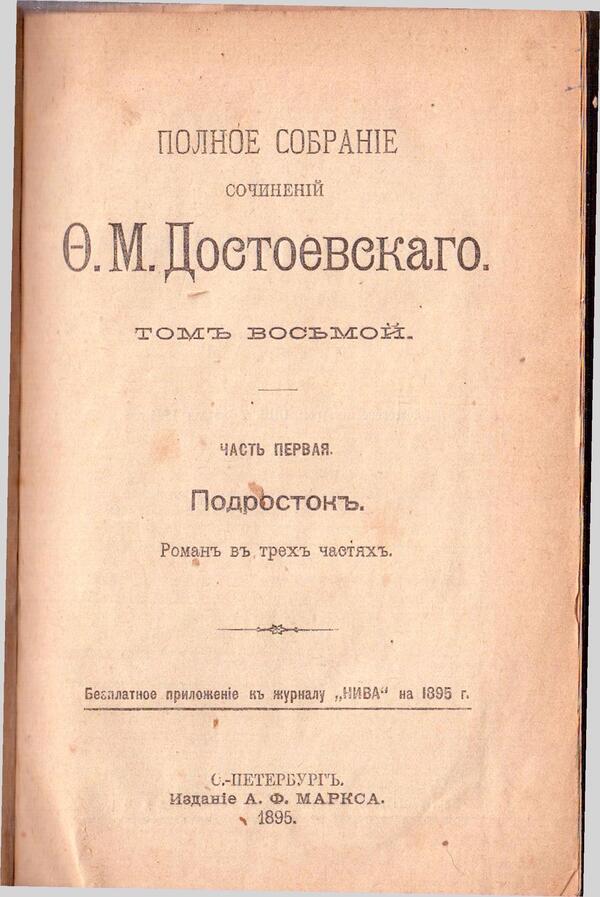 ПОЛНОЕ СОБРАНІЕ
СОЧИНЕНІЙ
Ѳ. М. Достоевскаго.
ТОМЪ ВОСЬМОЙ.
ЧАСТЬ ПЕРВАЯ.
Подростокъ.
Романъ въ трехъ частяхъ.
Безплатное приложеніе къ журналу „НИВА“ на 1895 г.
С.-ПЕТЕРБУРГЪ.
Изданіе А. Ф. МАРКСА.
1895.